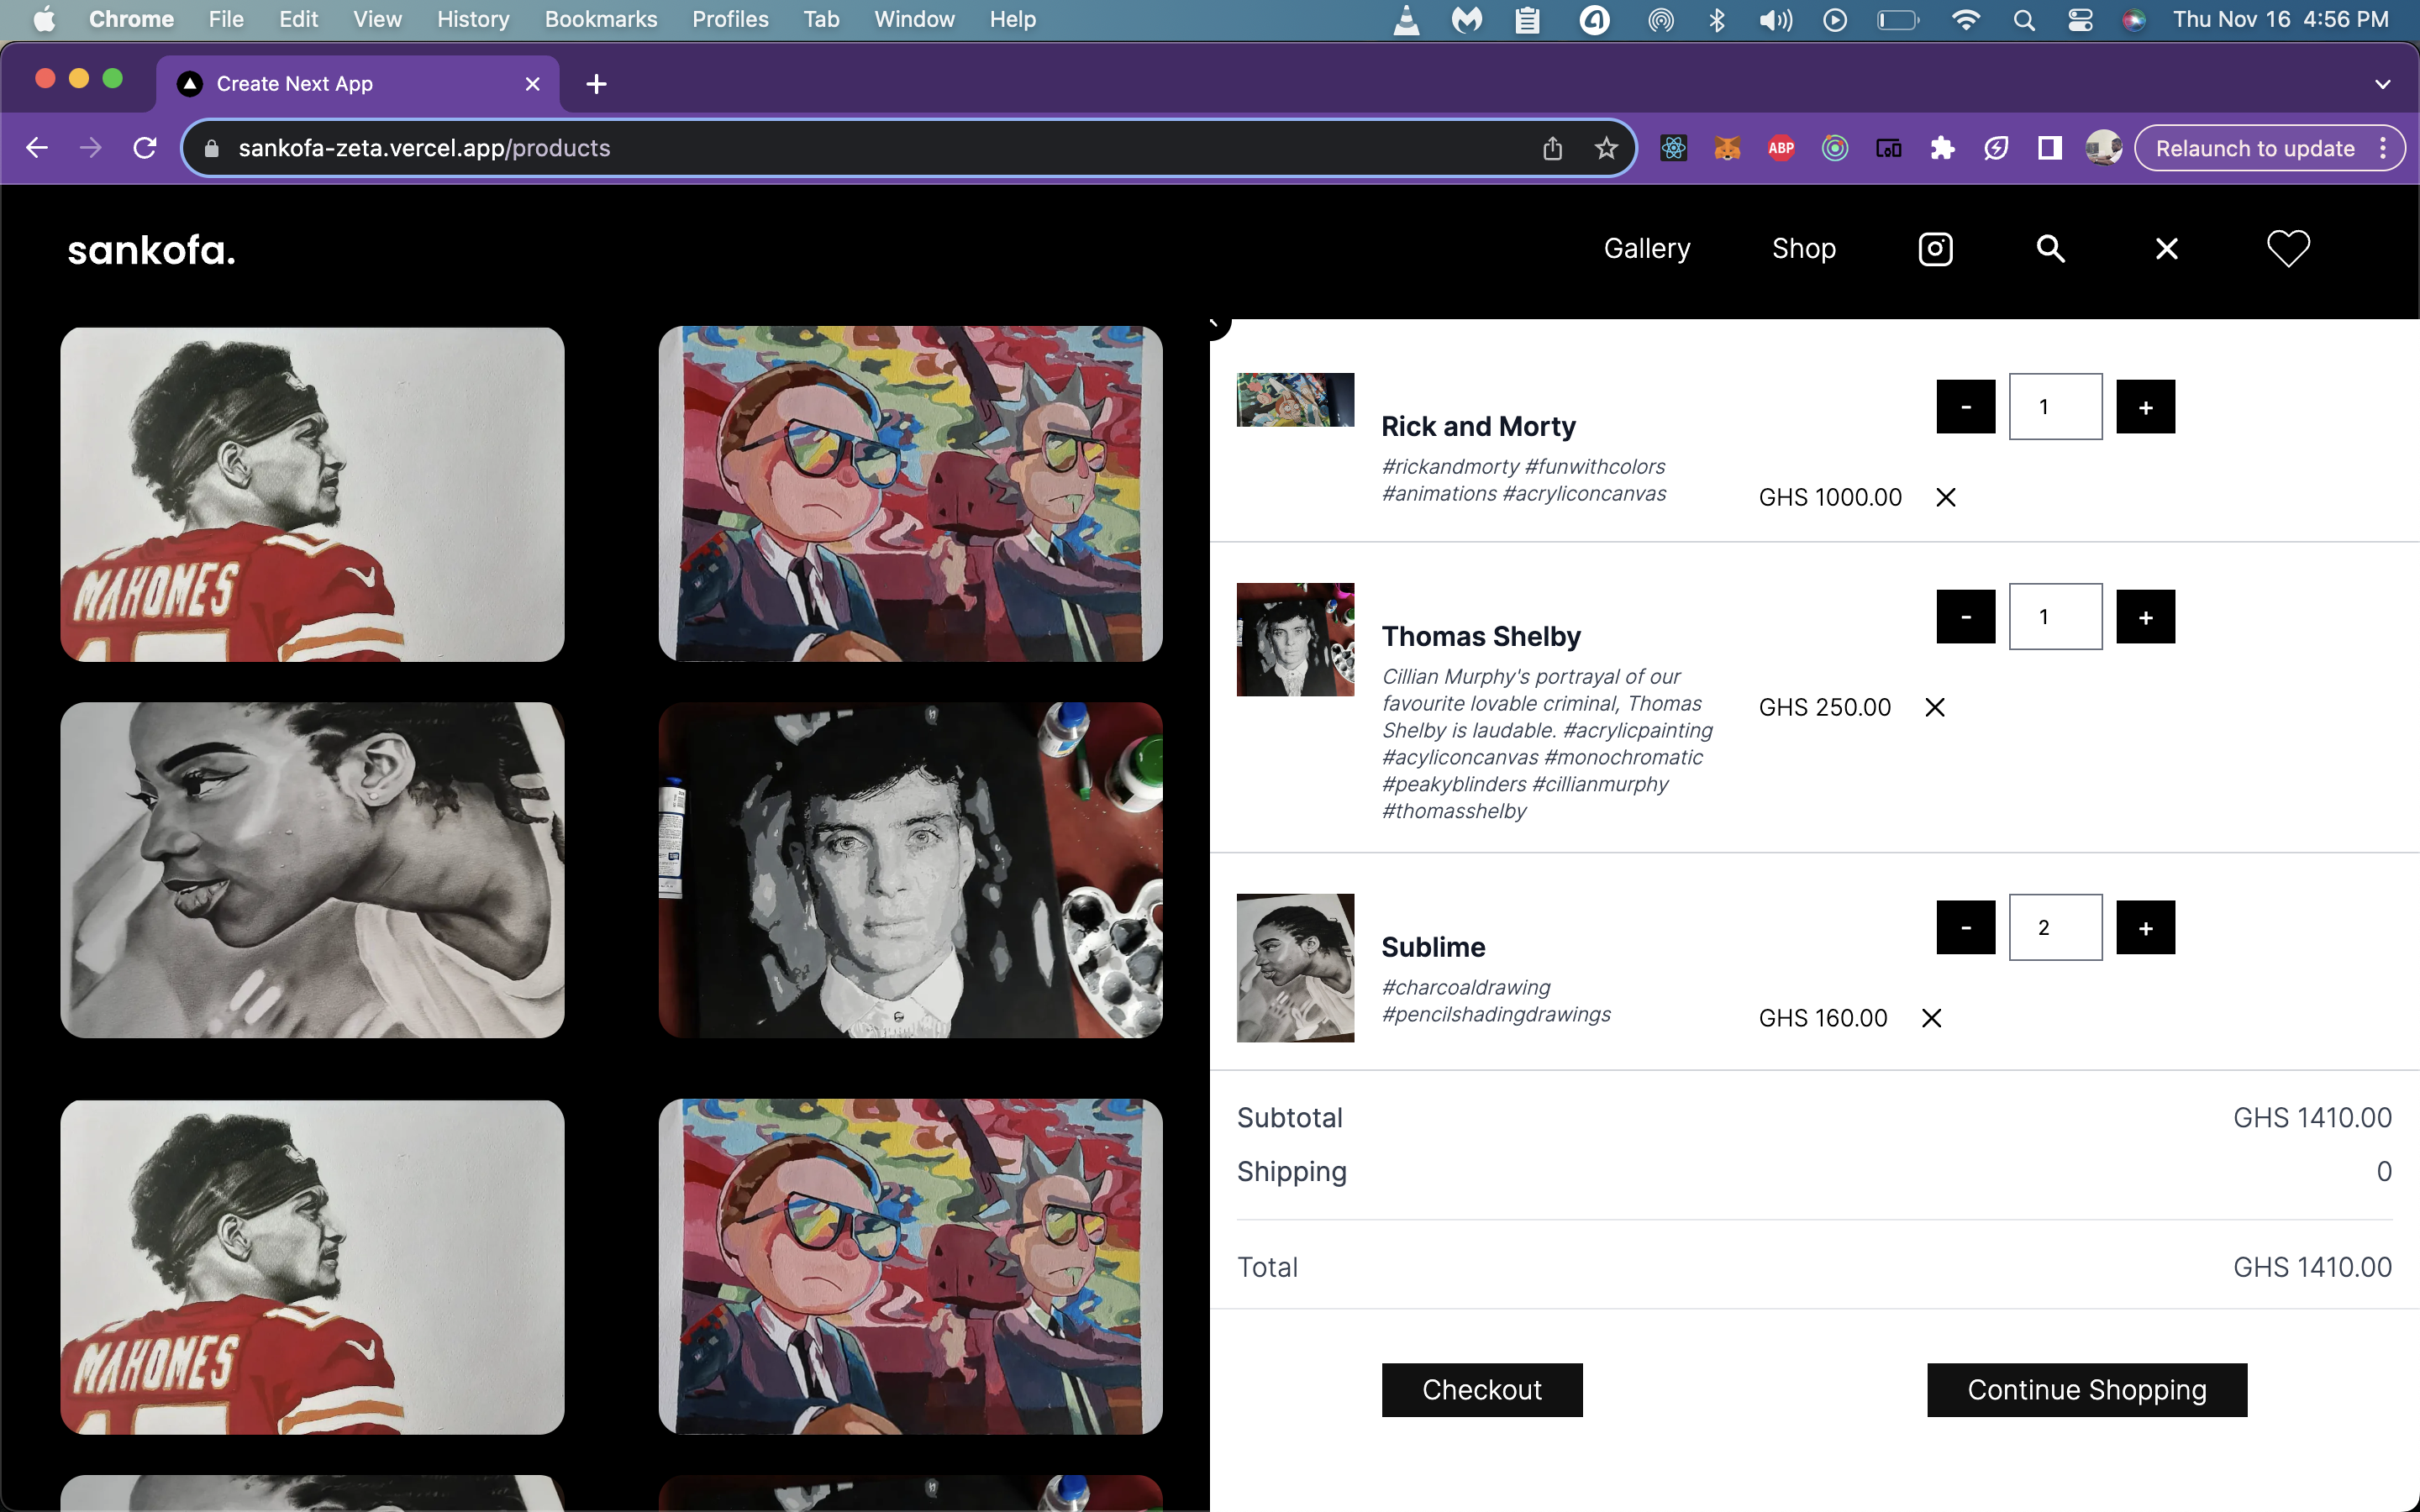 Chrome File Edit View History Bookmarks Profiles Tab Window Help Thu Nov 16 4:56 PM
Create Next App
sankofa-zeta.vercel.app/products
ABP
Relaunch to update
sankofa.
Gallery Shop
MAHOMES
Rick and Morty
#rickandmorty #funwithcolors
#animations #acryliconcanvas
- 1 +
GHS 1000.00
Thomas Shelby
Cillian Murphy's portrayal of our
favourite lovable criminal, Thomas
Shelby is laudable. #acrylicpainting
#acyliconcanvas #monochromatic
#peakyblinders #cillianmurphy
#thomasshelby
- 1 +
GHS 250.00
Sublime
#charcoaldrawing
#pencilshadingdrawings
- 2 +
GHS 160.00
MAHOMES
Subtotal GHS 1410.00
Shipping 0
Total GHS 1410.00
Checkout Continue Shopping